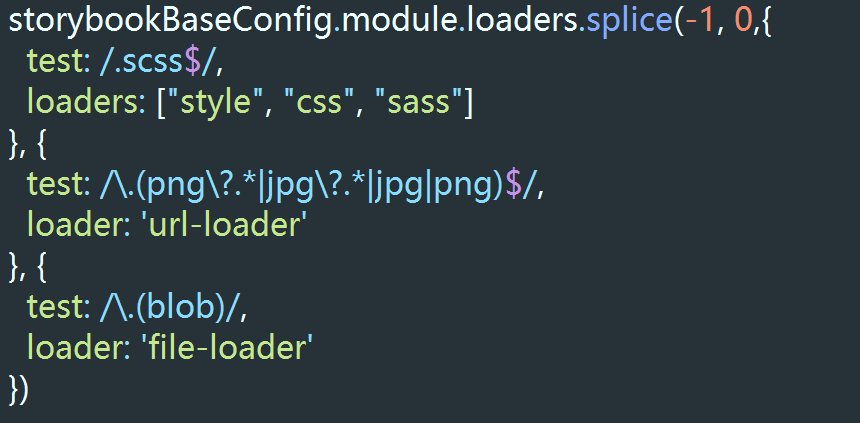 storybookBaseConfig.module.loaders.splice(-1, 0,{
  test: /.scss$/,
  loaders: ["style", "css", "sass"]
}, {
  test: /\.(png\?.*|jpg\?.*|jpg|png)$/,
  loader: 'url-loader'
}, {
  test: /\.(blob)/,
  loader: 'file-loader'
})